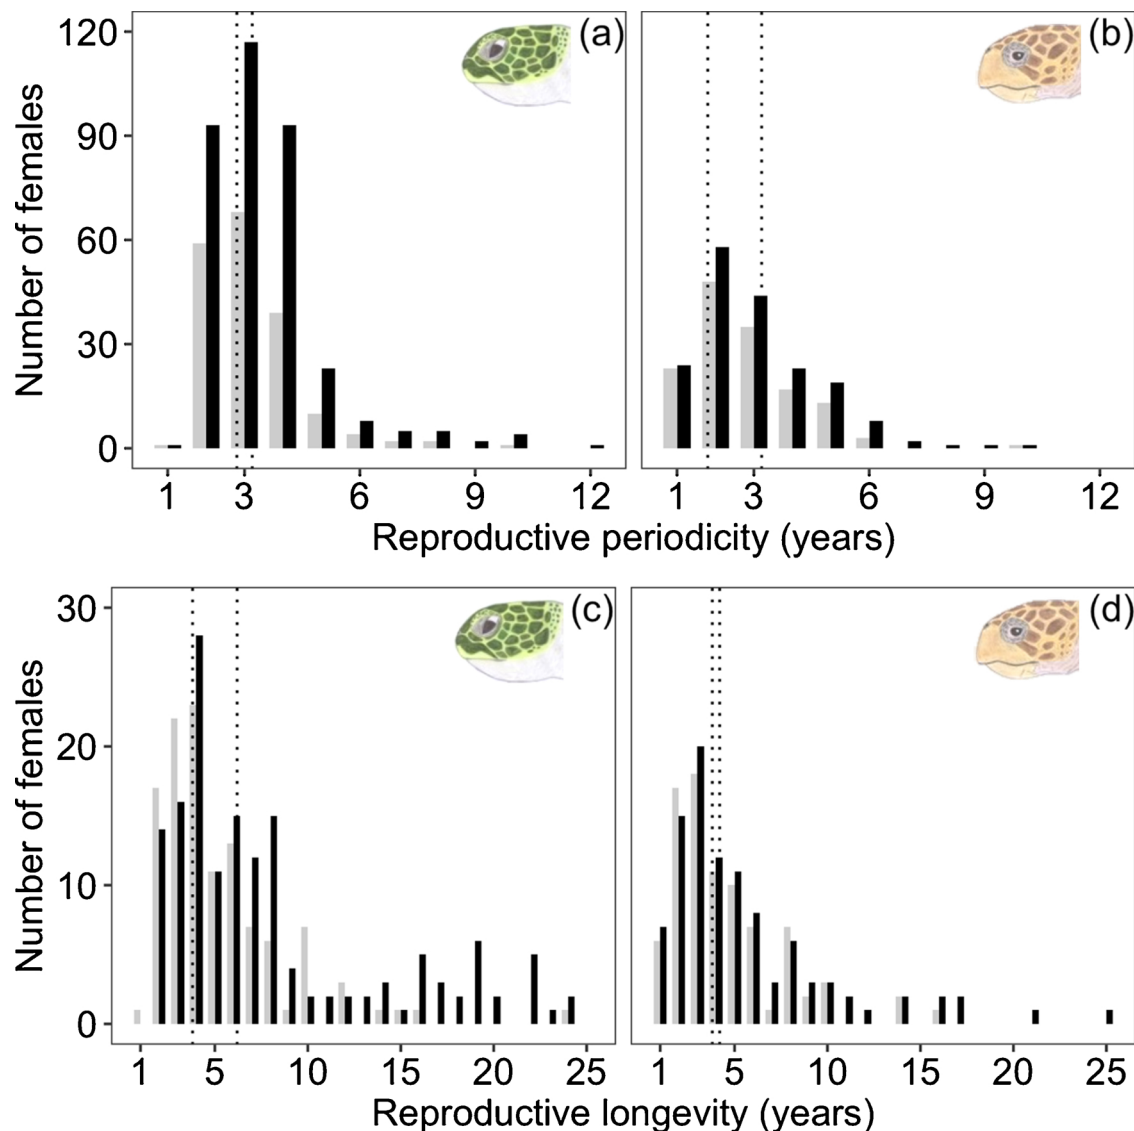 (a)
(b)
120
90
60
30
0
Number of females
1 3 6 9 12
1 3 6 9 12
Reproductive periodicity (years)
(c)
(d)
30
20
10
0
Number of females
1 5 10 15 20 25
1 5 10 15 20 25
Reproductive longevity (years)